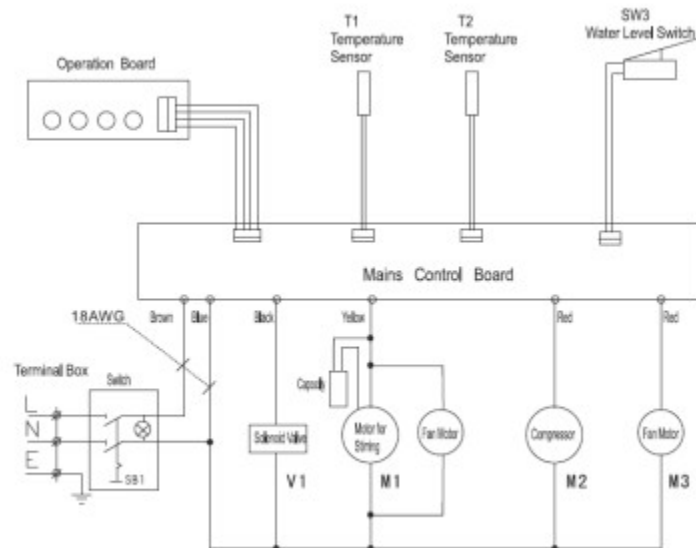 SW3
Water Level Switch
T1
Temperature
Sensor
T2
Temperature
Sensor
Operation Board
Mains Control Board
18AWG
Brown
Blue
Black
Yellow
Red
Red
Terminal Box
Switch
L
N
E
SB1
Solenoid Valve
V1
Capacity
Motor for
Stirring
M1
Fan Motor
Compressor
M2
Fan Motor
M3